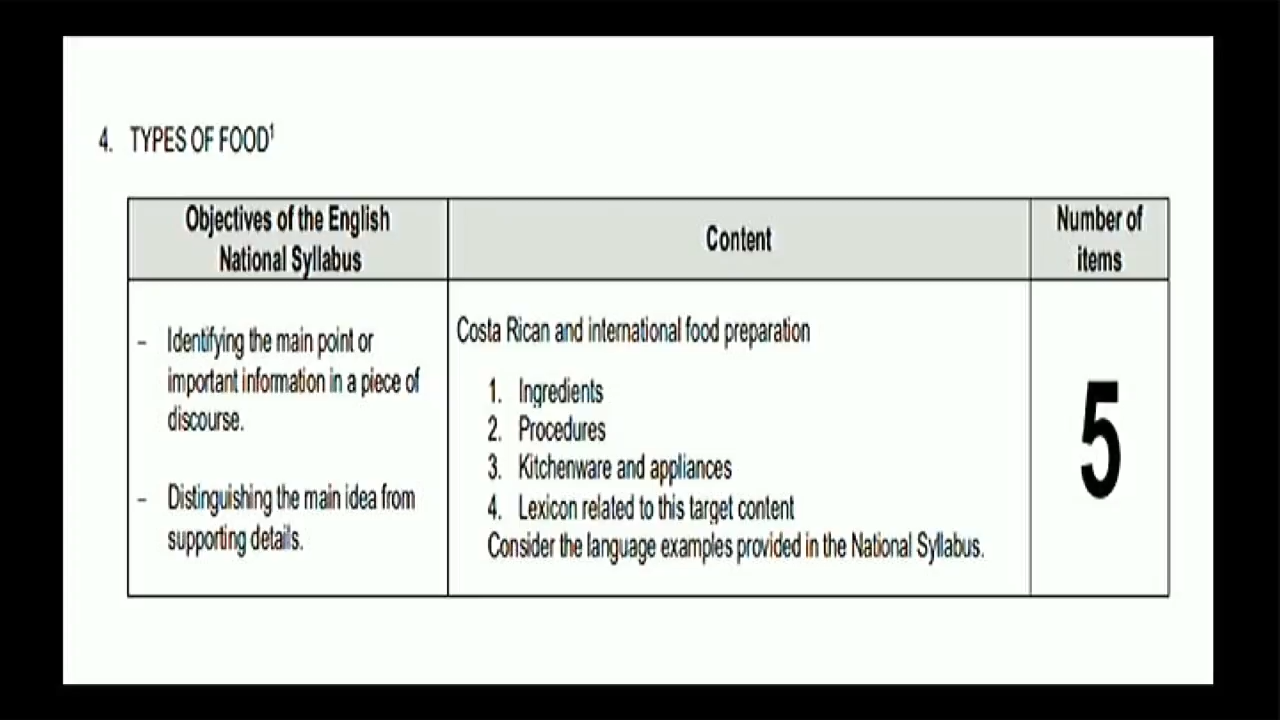 4. TYPES OF FOOD¹
Objectives of the English
National Syllabus
Content
Number of
items
– Identifying the main point or
important information in a piece of
discourse.
– Distinguishing the main idea from
supporting details.
Costa Rican and international food preparation
1. Ingredients
2. Procedures
3. Kitchenware and appliances
4. Lexicon related to this target content
Consider the language examples provided in the National Syllabus.
5